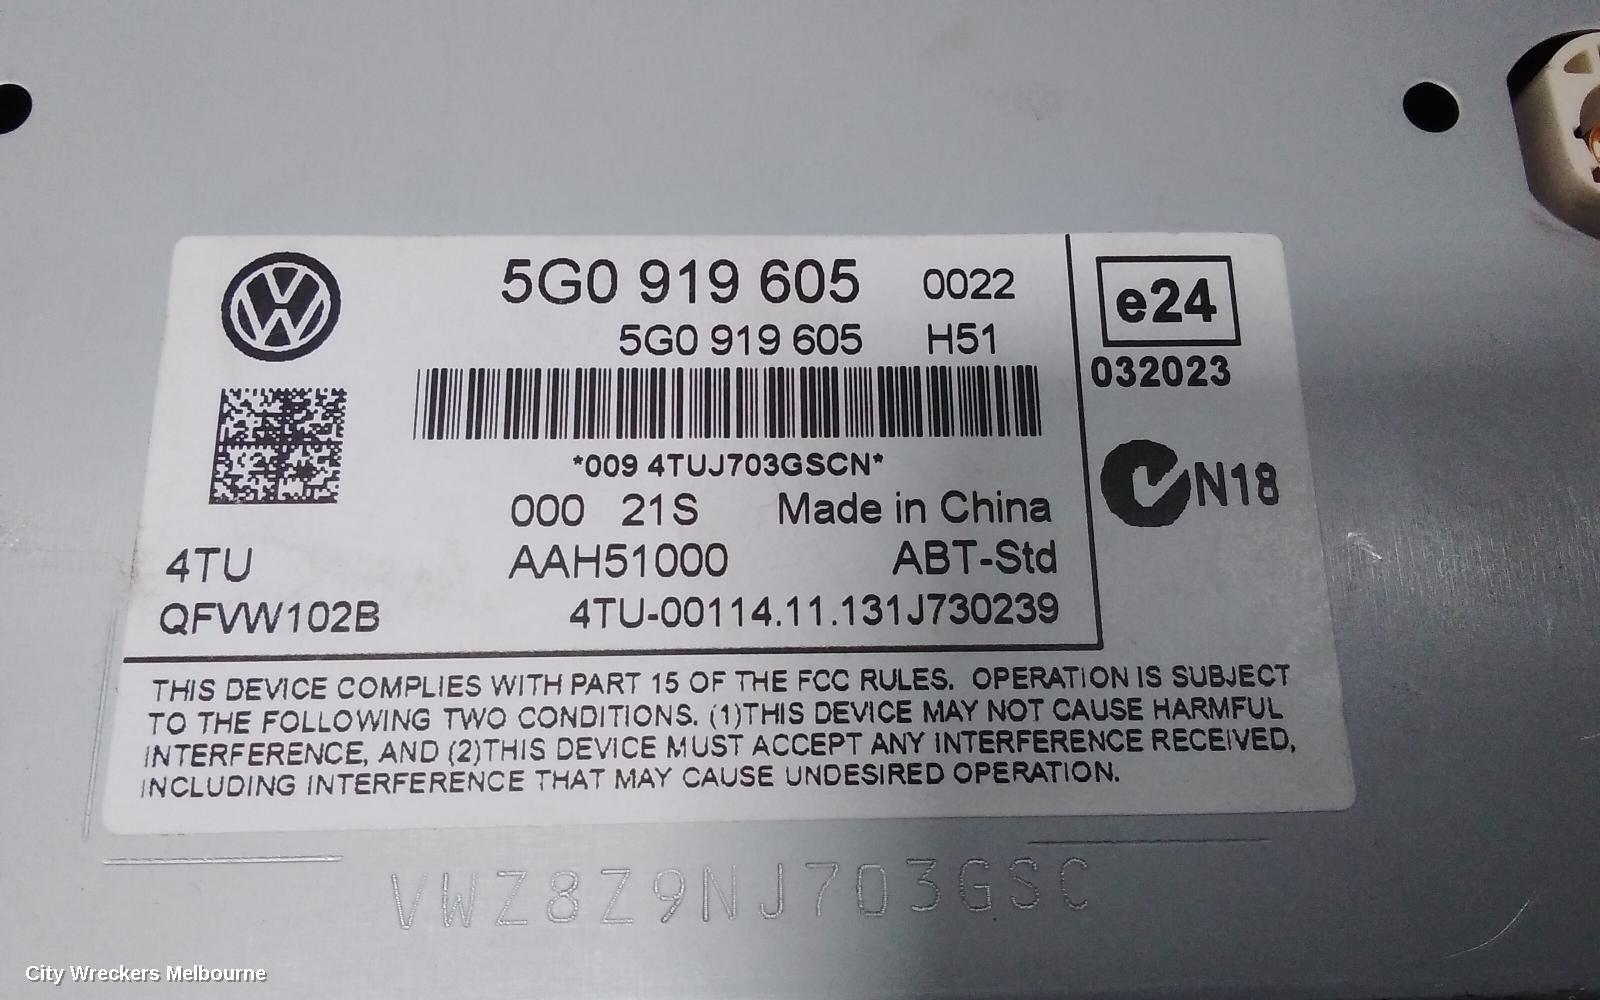 5G0 919 605 0022
5G0 919 605 H51
*009 4TUJ703GSCN*
000 21S Made in China
4TU AAH51000 ABT-Std
QFVW102B 4TU-00114.11.131J730239
e24
032023
N18
THIS DEVICE COMPLIES WITH PART 15 OF THE FCC RULES. OPERATION IS SUBJECT
TO THE FOLLOWING TWO CONDITIONS. (1)THIS DEVICE MAY NOT CAUSE HARMFUL
INTERFERENCE, AND (2)THIS DEVICE MUST ACCEPT ANY INTERFERENCE RECEIVED,
INCLUDING INTERFERENCE THAT MAY CAUSE UNDESIRED OPERATION.
VWZ8Z9NJ703GSC
City Wreckers Melbourne